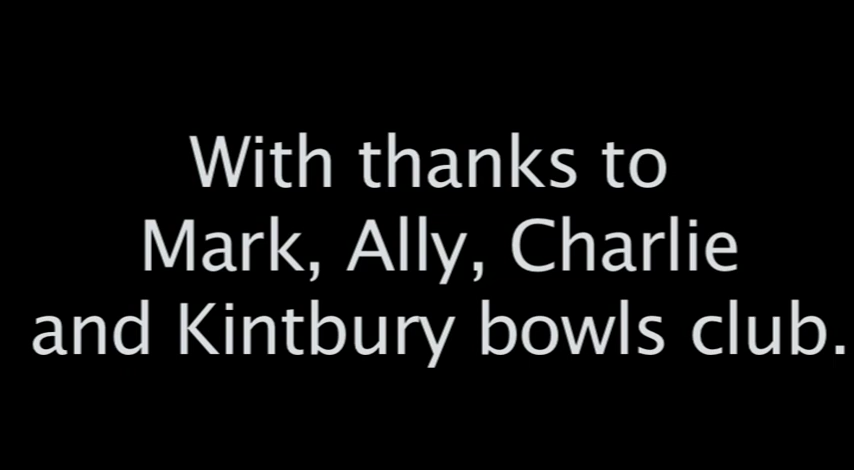 With thanks to
Mark, Ally, Charlie
and Kintbury bowls club.